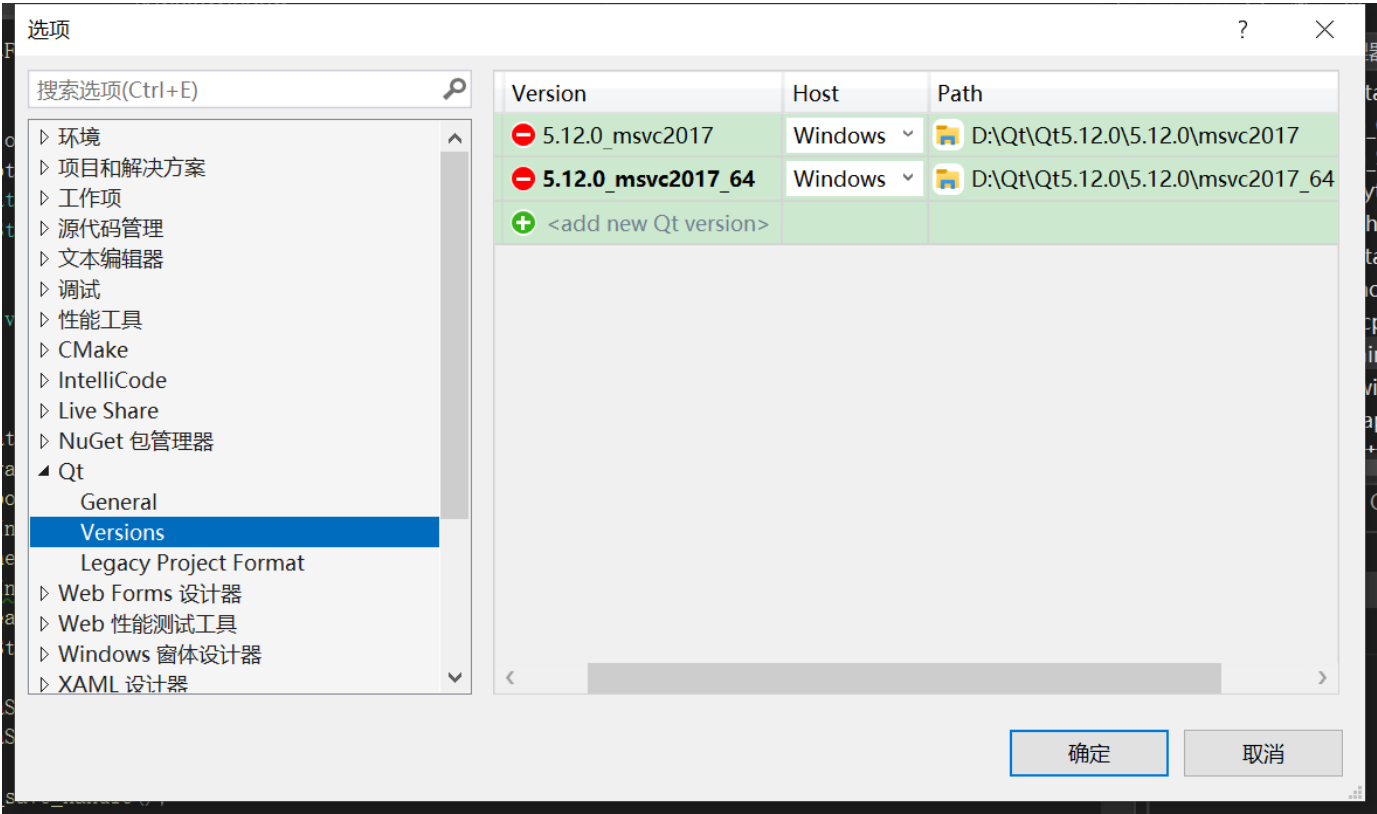 选项
搜索选项(Ctrl+E)
环境
项目和解决方案
工作项
源代码管理
文本编辑器
调试
性能工具
CMake
IntelliCode
Live Share
NuGet 包管理器
Qt
General
Versions
Legacy Project Format
Web Forms 设计器
Web 性能测试工具
Windows 窗体设计器
XAML 设计器
Version Host Path
5.12.0_msvc2017 Windows D:\Qt\Qt5.12.0\5.12.0\msvc2017
5.12.0_msvc2017_64 Windows D:\Qt\Qt5.12.0\5.12.0\msvc2017_64
<add new Qt version>
确定 取消